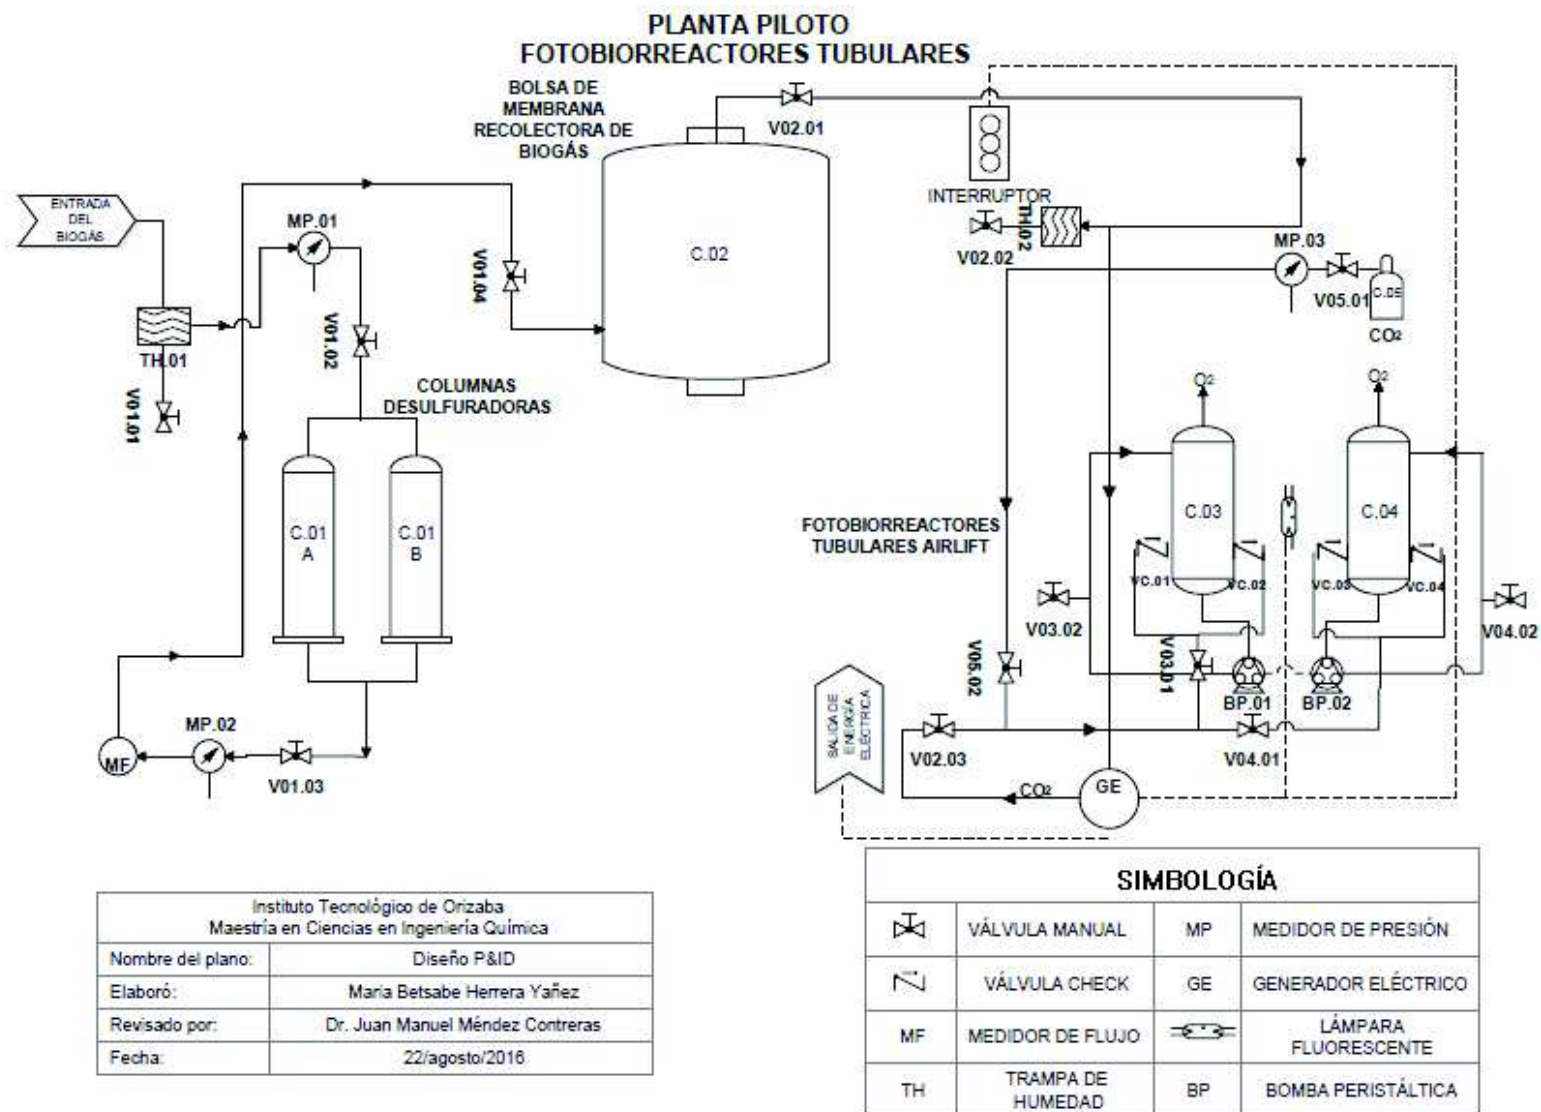 PLANTA PILOTO
FOTOBIORREACTORES TUBULARES
BOLSA DE
MEMBRANA
RECOLECTORA DE
BIOGÁS
V02.01
INTERRUPTOR
ENTRADA
DEL
BIOGÁS
MP.01
V01.04
C.02
V02.02
TH.02
MP.03
V05.01
C.05
CO2
TH.01
V01.02
V01.01
COLUMNAS
DESULFURADORAS
O2
O2
C.01
A
C.01
B
C.03
C.04
FOTOBIORREACTORES
TUBULARES AIRLIFT
VC.01
VC.02
VC.03
VC.04
V03.02
V04.02
V05.02
V03.01
BP.01
BP.02
SALIDA DE
ENERGÍA
ELÉCTRICA
MP.02
MF
V01.03
V02.03
V04.01
CO2
GE
Instituto Tecnológico de Orizaba
Maestría en Ciencias en Ingeniería Química
Nombre del plano: Diseño P&ID
Elaboró: Maria Betsabe Herrera Yañez
Revisado por: Dr. Juan Manuel Méndez Contreras
Fecha: 22/agosto/2016
SIMBOLOGÍA
VÁLVULA MANUAL MP MEDIDOR DE PRESIÓN
VÁLVULA CHECK GE GENERADOR ELÉCTRICO
MF MEDIDOR DE FLUJO LÁMPARA
FLUORESCENTE
TH TRAMPA DE
HUMEDAD BP BOMBA PERISTÁLTICA